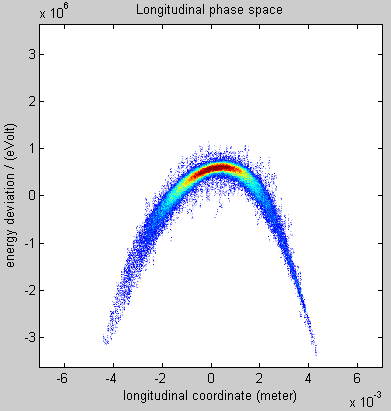 Longitudinal phase space
x 10^6
3
2
1
0
-1
-2
-3
energy deviation / (eVolt)
-6 -4 -2 0 2 4 6
longitudinal coordinate (meter)
x 10^-3